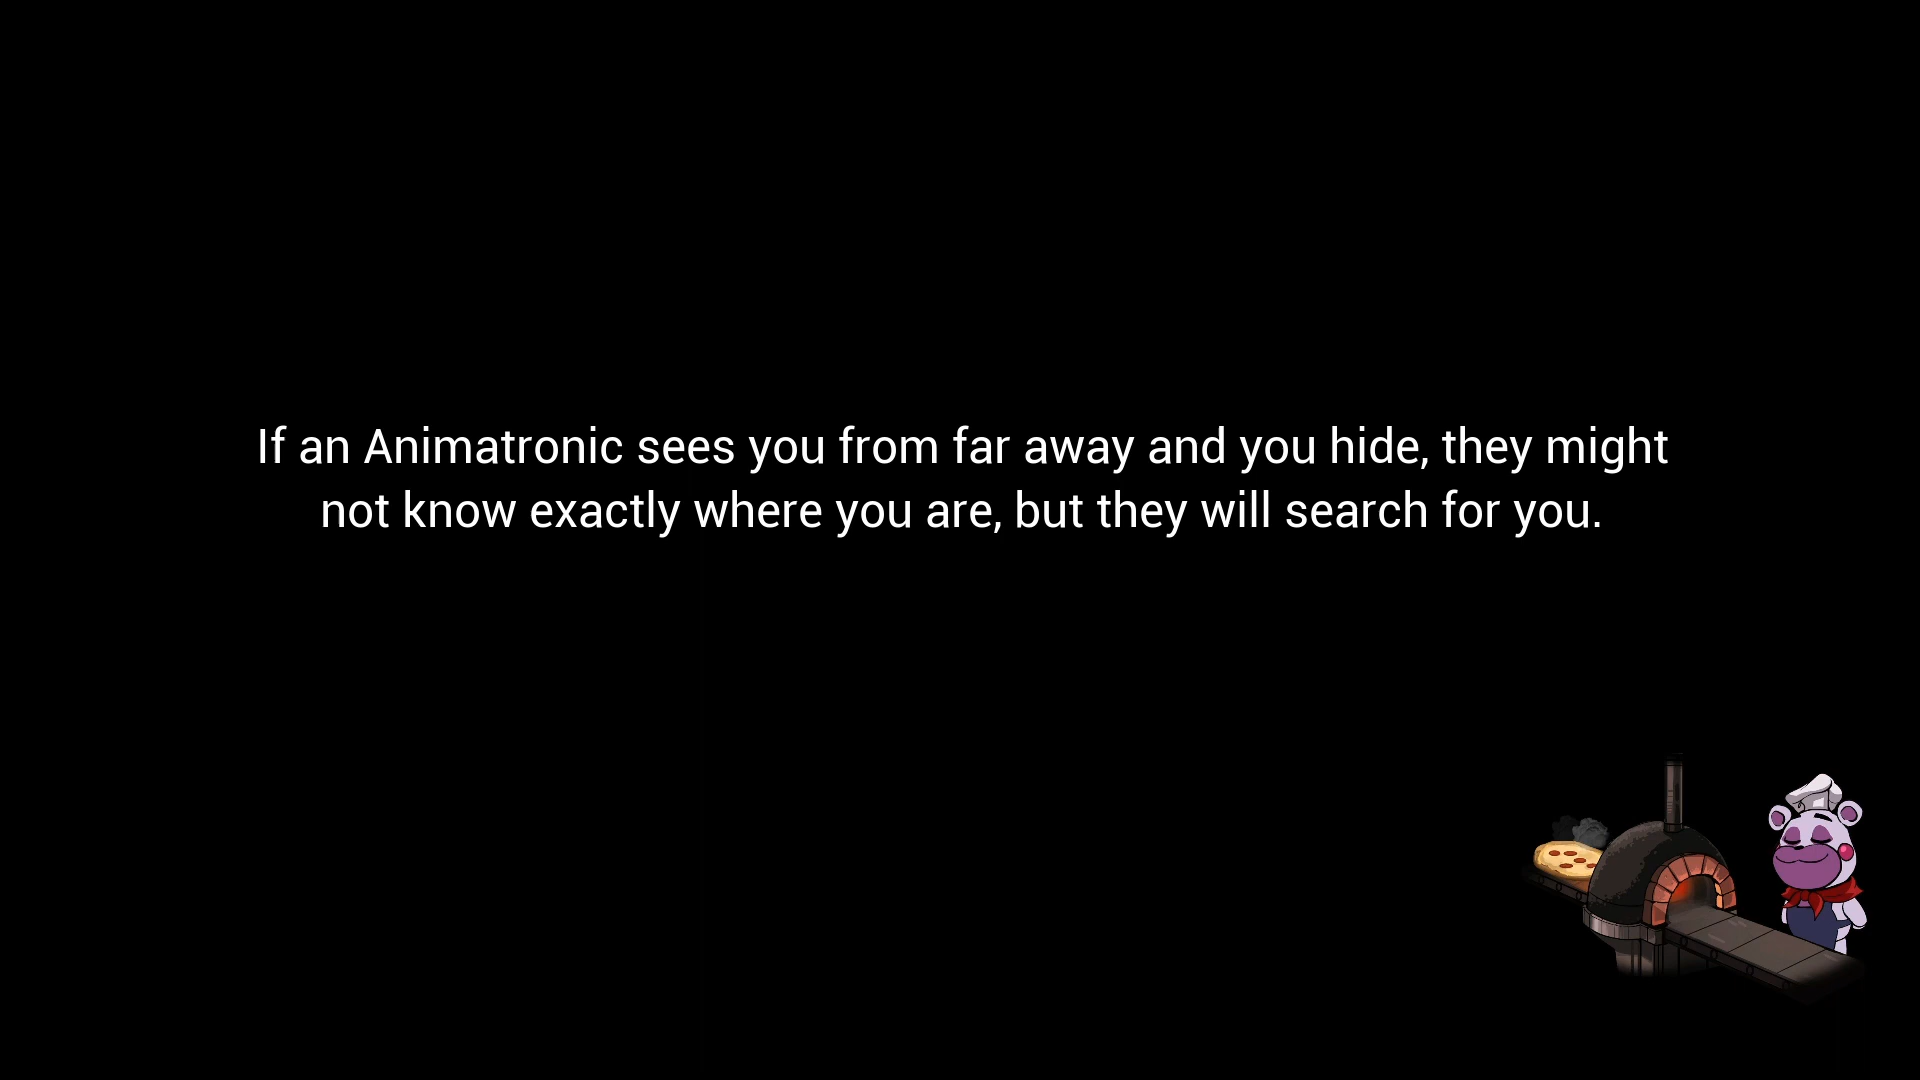 If an Animatronic sees you from far away and you hide, they might
not know exactly where you are, but they will search for you.